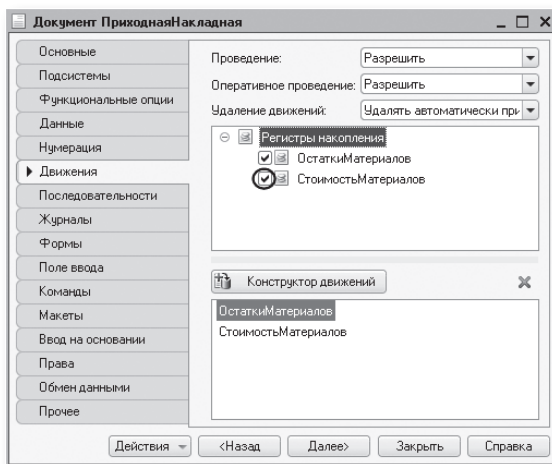 Документ ПриходнаяНакладная
Основные
Подсистемы
Функциональные опции
Данные
Нумерация
Движения
Последовательности
Журналы
Формы
Поле ввода
Команды
Макеты
Ввод на основании
Права
Обмен данными
Прочее
Проведение: Разрешить
Оперативное проведение: Разрешить
Удаление движений: Удалять автоматически при
Регистры накопления
ОстаткиМатериалов
СтоимостьМатериалов
Конструктор движений
ОстаткиМатериалов
СтоимостьМатериалов
Действия <Назад Далее> Закрыть Справка